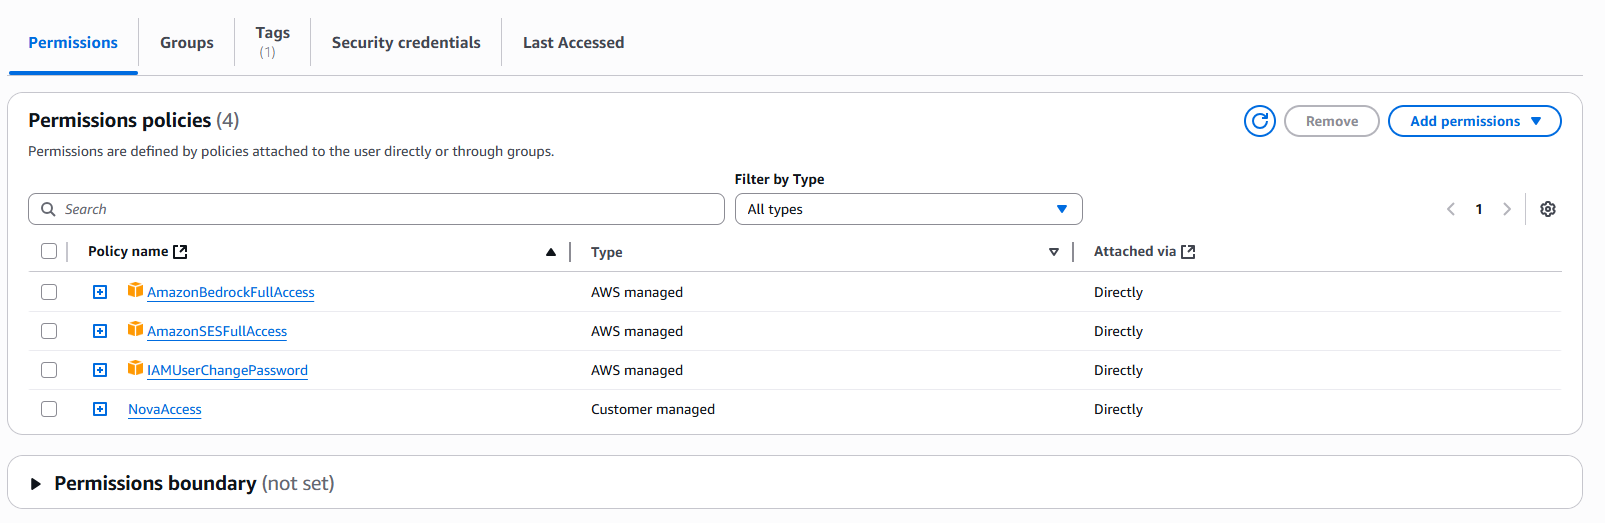 Permissions
Groups
Tags
(1)
Security credentials
Last Accessed
Permissions policies (4)
Remove
Add permissions
Permissions are defined by policies attached to the user directly or through groups.
Filter by Type
Search
All types
1
Policy name Type Attached via
AmazonBedrockFullAccess AWS managed Directly
AmazonSESFullAccess AWS managed Directly
IAMUserChangePassword AWS managed Directly
NovaAccess Customer managed Directly
Permissions boundary (not set)